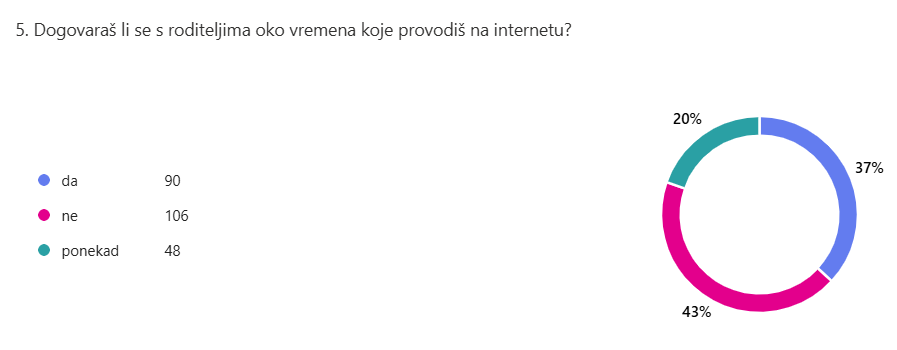 5. Dogovaraš li se s roditeljima oko vremena koje provodiš na internetu?
da 90
ne 106
ponekad 48
20%
37%
43%